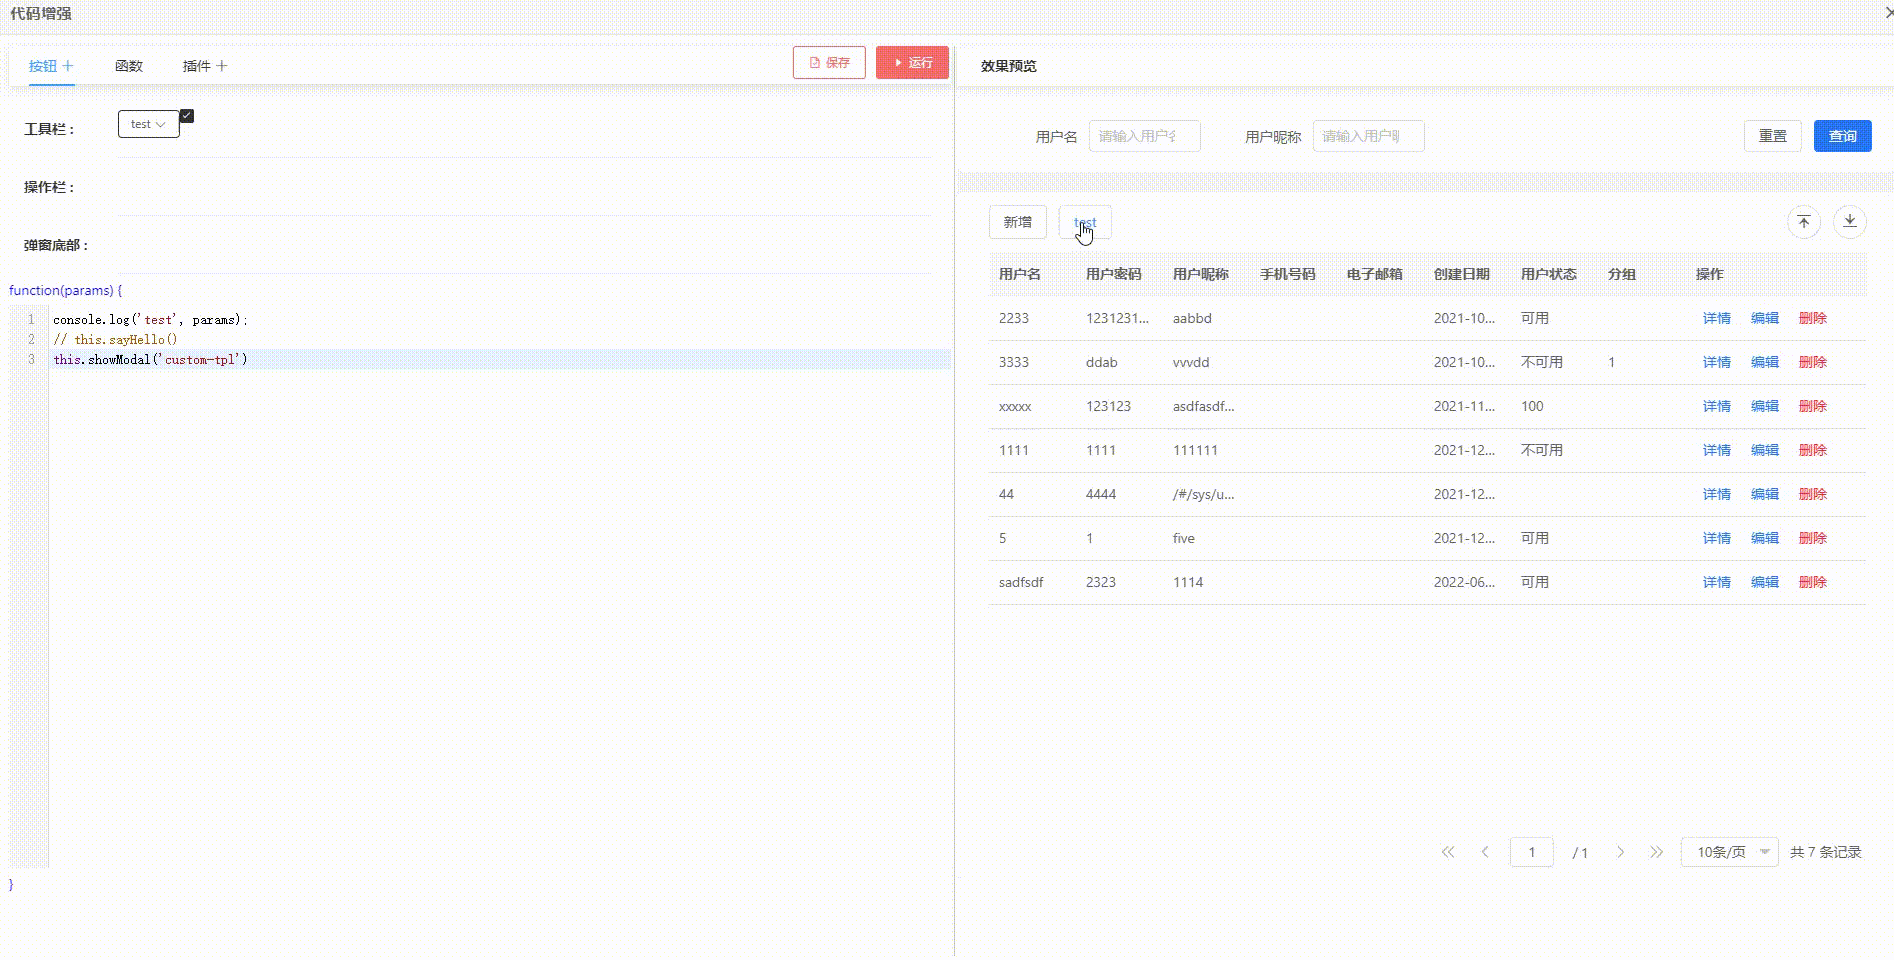 代码增强
按钮 函数 插件 保存 运行
工具栏： test
操作栏：
弹窗底部：
function(params) {
1 console.log('test', params);
2 // this.sayHello()
3 this.showModal('custom-tpl')
}
效果预览
用户名 请输入用户名 用户昵称 请输入用户昵 重置 查询
新增 test
用户名 用户密码 用户昵称 手机号码 电子邮箱 创建日期 用户状态 分组 操作
2233 1231231... aabbd 2021-10... 可用 详情 编辑 删除
3333 ddab vvvdd 2021-10... 不可用 1 详情 编辑 删除
xxxxx 123123 asdfasdf... 2021-11... 100 详情 编辑 删除
1111 1111 111111 2021-12... 不可用 详情 编辑 删除
44 4444 /#/sys/u... 2021-12... 详情 编辑 删除
5 1 five 2021-12... 可用 详情 编辑 删除
sadfsdf 2323 1114 2022-06... 可用 详情 编辑 删除
1 / 1 10条/页 共 7 条记录